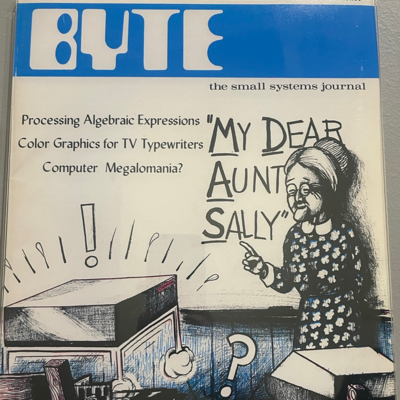 BYTE
the small systems journal
Processing Algebraic Expressions
Color Graphics for TV Typewriters
Computer Megalomania?
"MY DEAR
AUNT
SALLY"
!
?